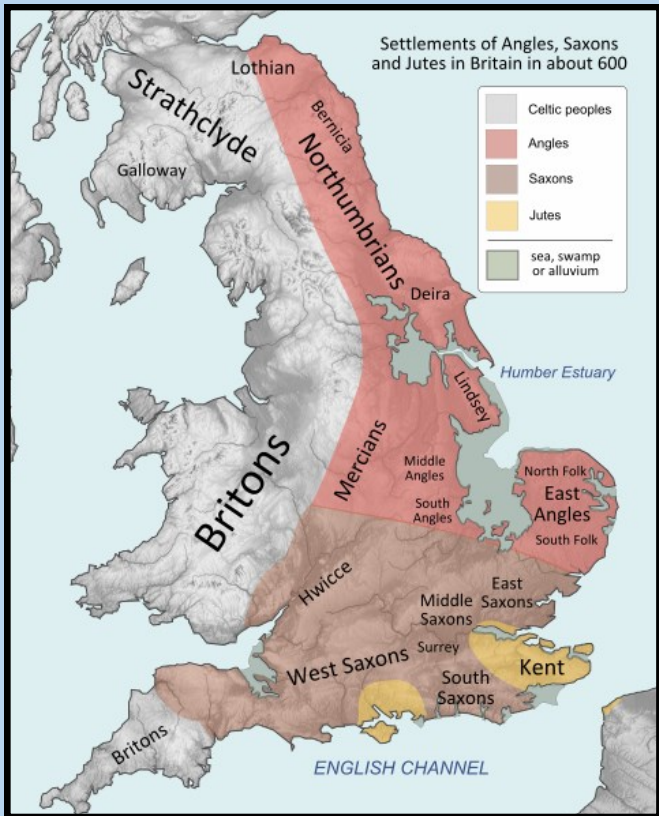 Settlements of Angles, Saxons
and Jutes in Britain in about 600
Celtic peoples
Angles
Saxons
Jutes
sea, swamp
or alluvium
Lothian
Strathclyde
Bernicia
Galloway
Northumbrians
Deira
Humber Estuary
Lindsey
Mercians
Britons
Middle
Angles
South
Angles
North Folk
East
Angles
South Folk
Hwicce
East
Saxons
Middle
Saxons
Surrey
West Saxons
Kent
South
Saxons
Britons
ENGLISH CHANNEL